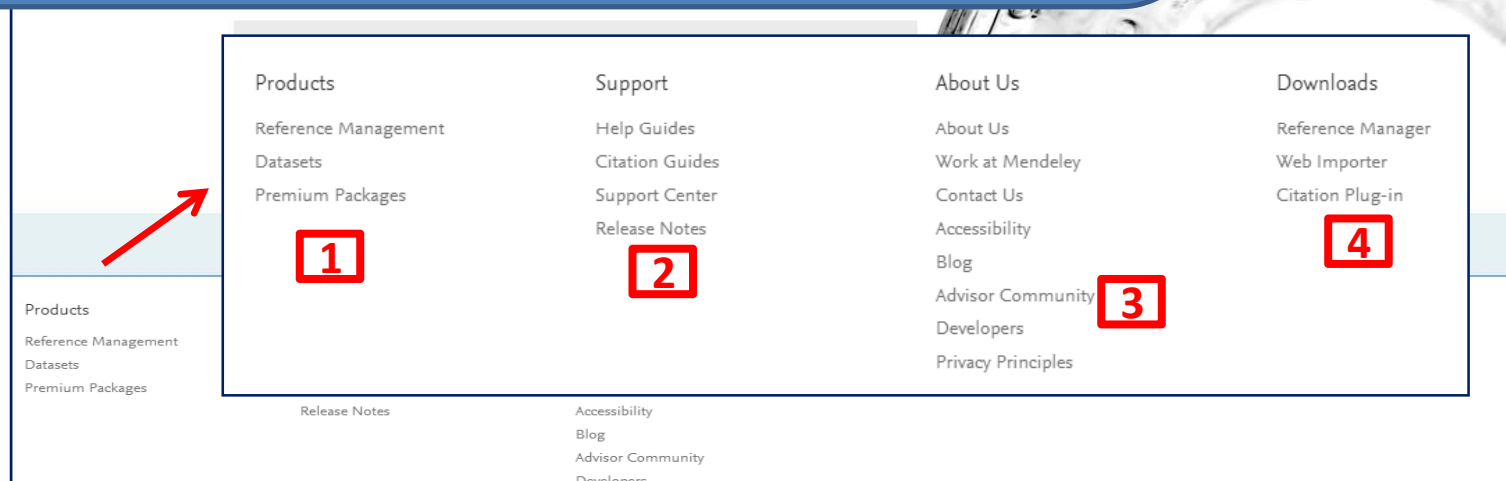 Products
Reference Management
Datasets
Premium Packages
1
Support
Help Guides
Citation Guides
Support Center
Release Notes
2
About Us
About Us
Work at Mendeley
Contact Us
Accessibility
Blog
Advisor Community
Developers
Privacy Principles
3
Downloads
Reference Manager
Web Importer
Citation Plug-in
4
Products
Reference Management
Datasets
Premium Packages
Release Notes
Accessibility
Blog
Advisor Community
Developers